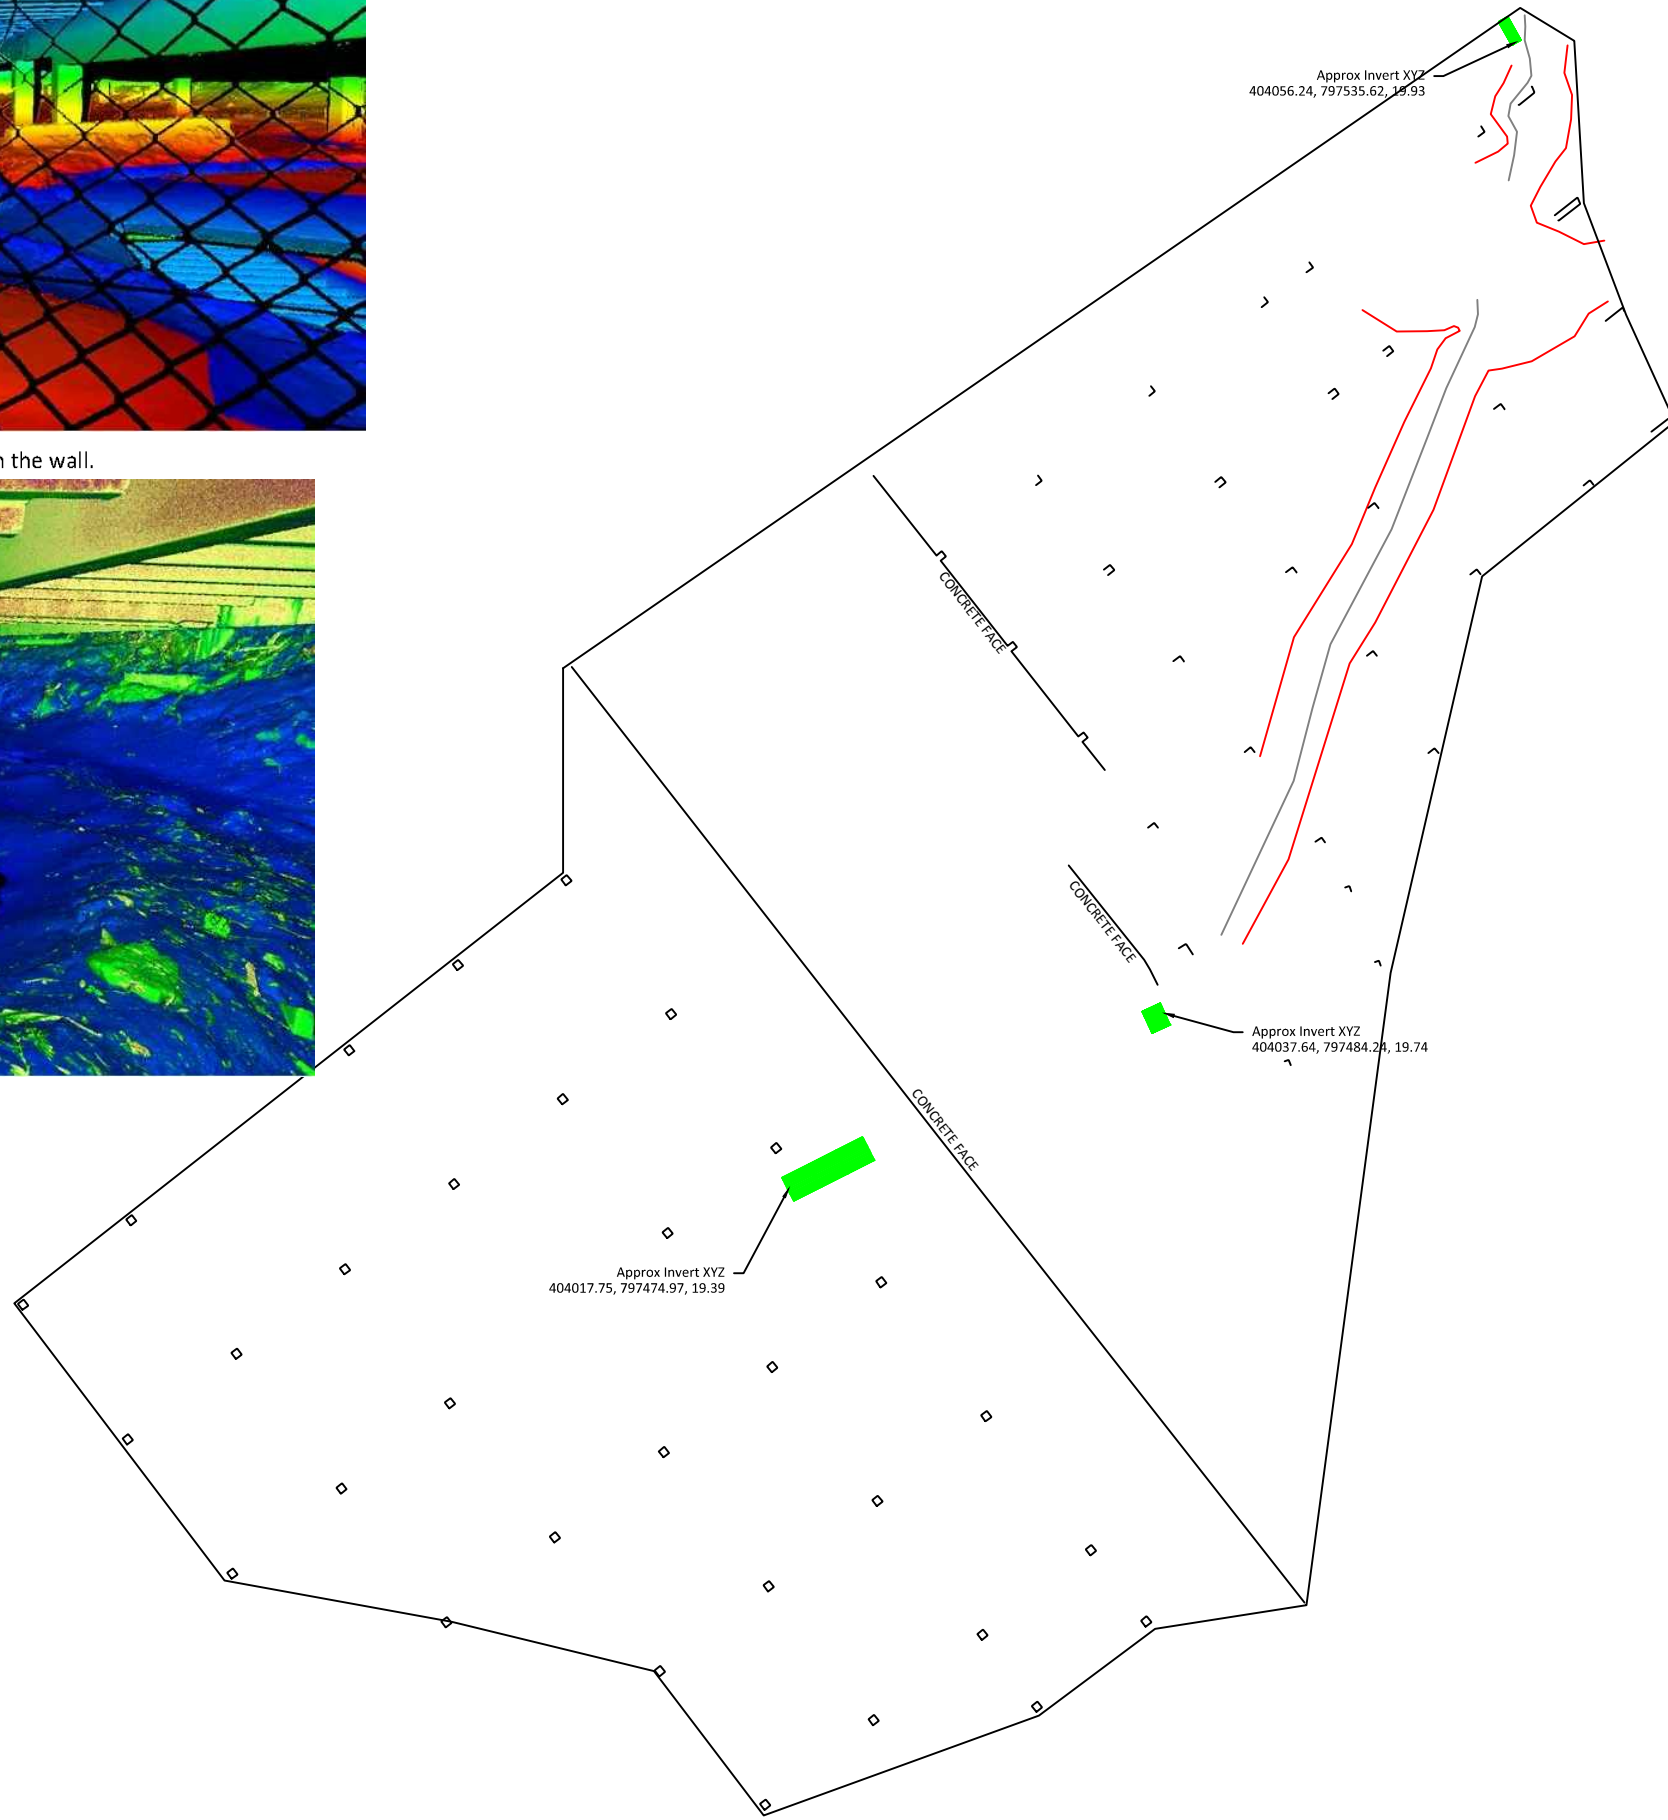 Approx Invert XYZ
404056.24, 797535.62, 19.93
the wall.
CONCRETE FACE
CONCRETE FACE
Approx Invert XYZ
404037.64, 797484.24, 19.74
CONCRETE FACE
Approx Invert XYZ
404017.75, 797474.97, 19.39